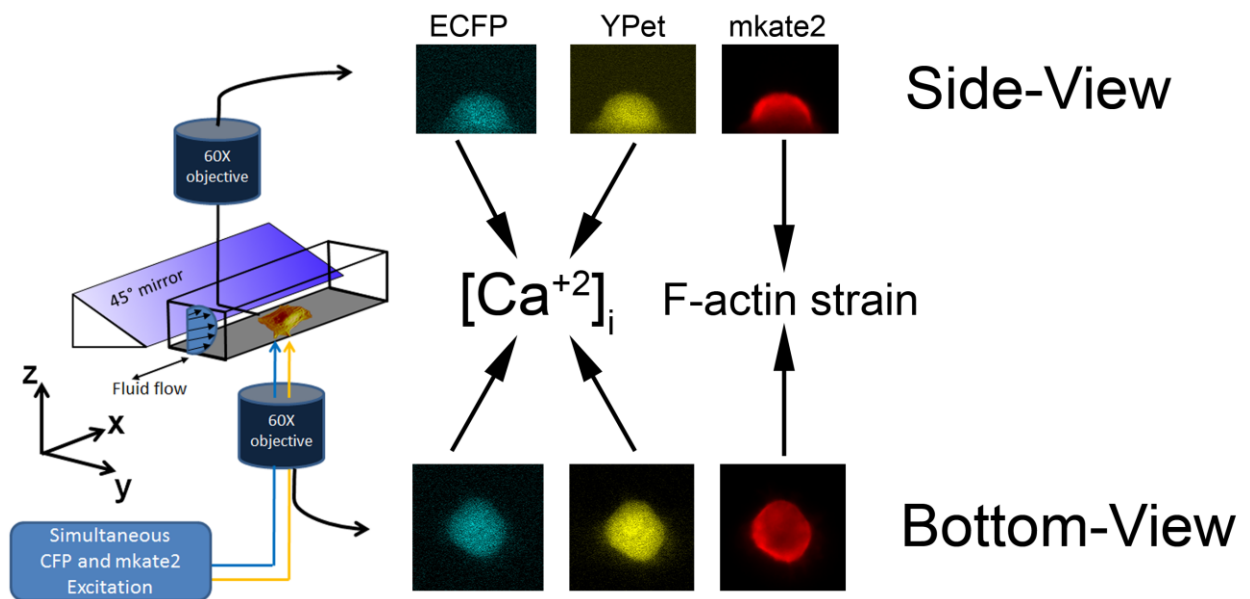 ECFP
YPet
mkate2
Side-View
60X
objective
45° mirror
[Ca+2]i
F-actin strain
Fluid flow
z
x
y
60X
objective
Simultaneous
CFP and mkate2
Excitation
Bottom-View